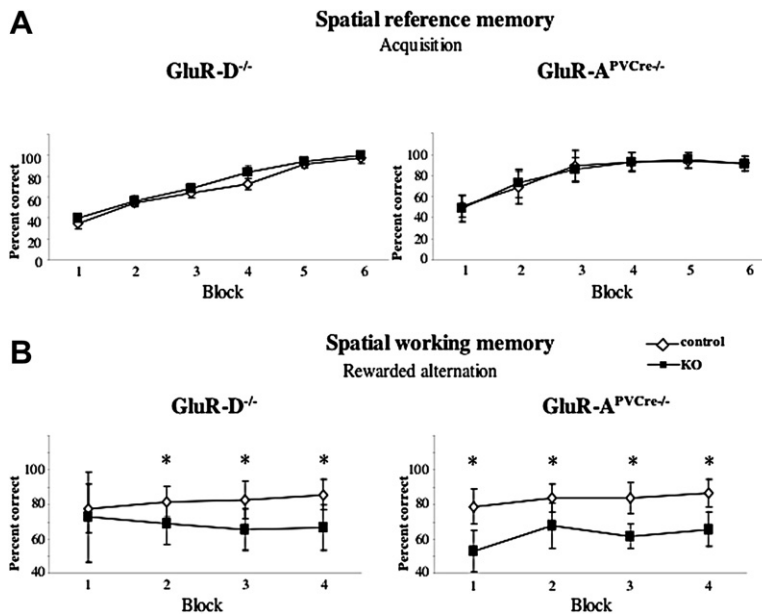 A
Spatial reference memory
Acquisition
GluR-D-/-
GluR-APVCre-/-
Percent correct
100
80
60
40
20
0
1 2 3 4 5 6
Block
Percent correct
100
80
60
40
20
0
1 2 3 4 5 6
Block
B
Spatial working memory
Rewarded alternation
control
KO
GluR-D-/-
GluR-APVCre-/-
Percent correct
100
80
60
40
* * *
1 2 3 4
Block
Percent correct
100
80
60
40
* * * *
1 2 3 4
Block